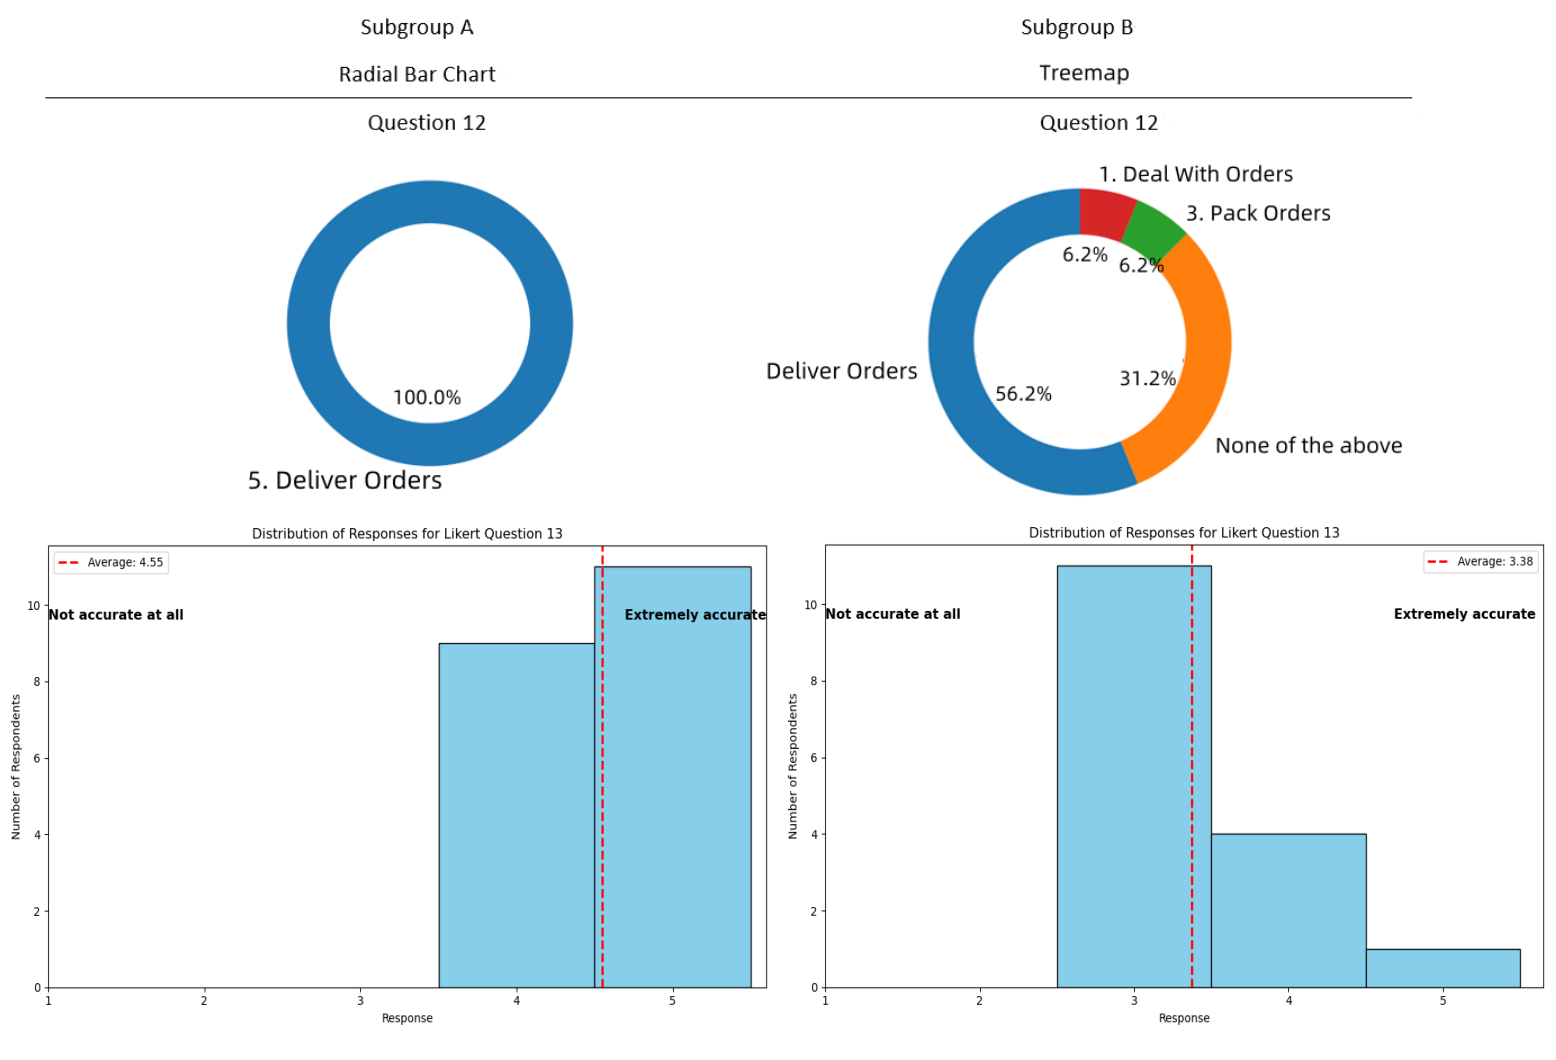 Subgroup A
Subgroup B
Radial Bar Chart
Treemap
Question 12
Question 12
100.0%
5. Deliver Orders
1. Deal With Orders
3. Pack Orders
6.2%
6.2%
Deliver Orders
56.2%
31.2%
None of the above
Distribution of Responses for Likert Question 13
Average: 4.55
Not accurate at all
Extremely accurate
Number of Respondents
10
8
6
4
2
0
1 2 3 4 5
Response
Distribution of Responses for Likert Question 13
Average: 3.38
Not accurate at all
Extremely accurate
Number of Respondents
10
8
6
4
2
0
1 2 3 4 5
Response